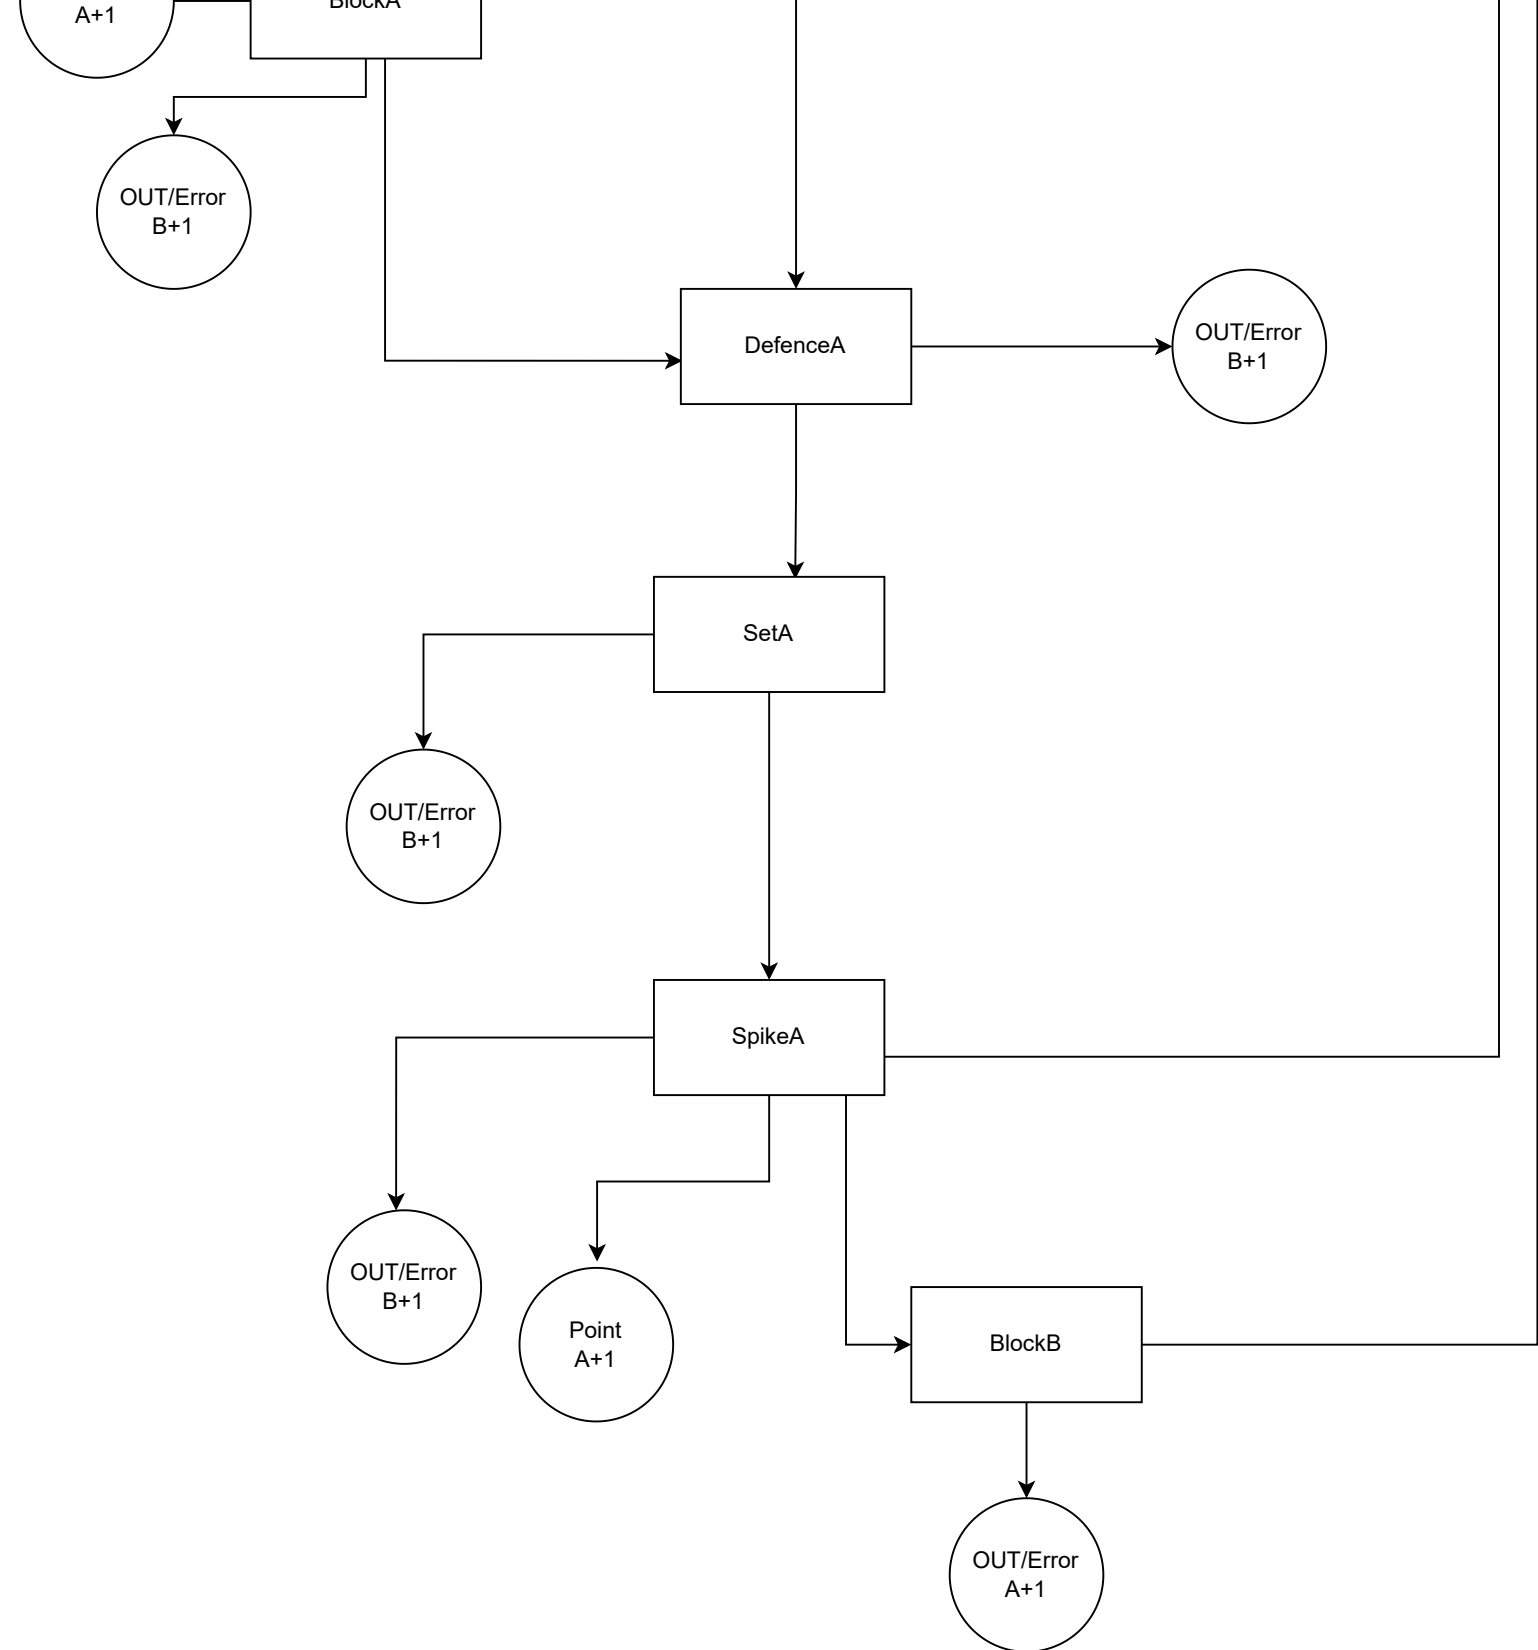 BlockA
A+1
OUT/Error
B+1
DefenceA
OUT/Error
B+1
SetA
OUT/Error
B+1
SpikeA
OUT/Error
B+1
Point
A+1
BlockB
OUT/Error
A+1